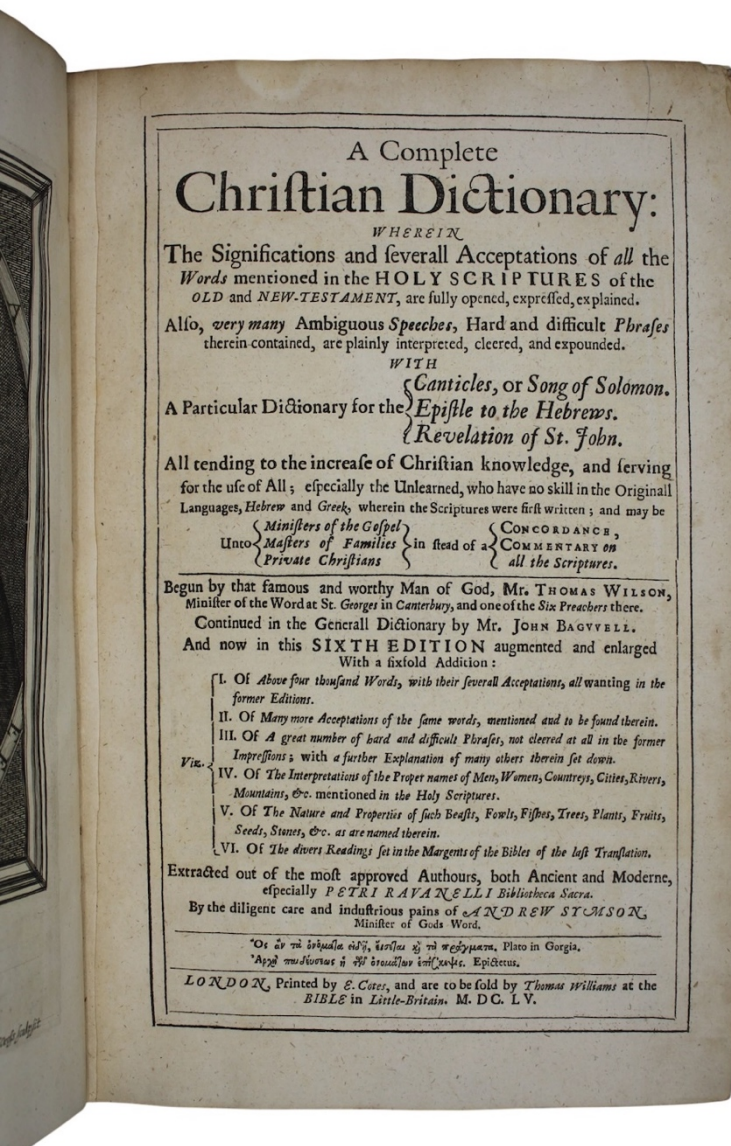 A Complete
Chriſtian Dictionary:
WHEREIN
The Significations and ſeverall Acceptations of all the
Words mentioned in the HOLY SCRIPTURES of the
OLD and NEW-TESTAMENT, are fully opened, expreſſed, explained.
Alſo, very many Ambiguous Speeches, Hard and difficult Phraſes
therein contained, are plainly interpreted, cleered, and expounded.
WITH
A Particular Dictionary for the
Canticles, or Song of Solomon.
Epiſtle to the Hebrews.
Revelation of St. John.
All tending to the increaſe of Chriſtian knowledge, and ſerving
for the uſe of All; eſpecially the Unlearned, who have no skill in the Originall
Languages, Hebrew and Greek, wherein the Scriptures were firſt written; and may be
Unto
Miniſters of the Goſpel
Maſters of Families
Private Chriſtians
in ſtead of a
CONCORDANCE,
COMMENTARY on
all the Scriptures.
Begun by that famous and worthy Man of God, Mr. THOMAS WILSON,
Miniſter of the Word at St. Georges in Canterbury, and one of the Six Preachers there.
Continued in the Generall Dictionary by Mr. JOHN BAGVVELL.
And now in this SIXTH EDITION augmented and enlarged
With a ſixfold Addition:
Viz.
I. Of Above four thouſand Words, with their ſeverall Acceptations, all wanting in the
former Editions.
II. Of Many more Acceptations of the ſame words, mentioned and to be found therein.
III. Of A great number of hard and difficult Phraſes, not cleered at all in the former
Impreſſions; with a further Explanation of many others therein ſet down.
IV. Of The Interpretations of the Proper names of Men, Women, Countreys, Cities, Rivers,
Mountains, &c. mentioned in the Holy Scriptures.
V. Of The Nature and Properties of ſuch Beaſts, Fowls, Fiſhes, Trees, Plants, Fruits,
Seeds, Stones, &c. as are named therein.
VI. Of The divers Readings ſet in the Margents of the Bibles of the laſt Tranſlation.
Extracted out of the moſt approved Authours, both Ancient and Moderne,
eſpecially PETRI RAVANELLI Bibliotheca Sacra.
By the diligent care and induſtrious pains of ANDREW SYMSON,
Miniſter of Gods Word.
Ὃς ἂν τὰ ὀνόματα εἰδῇ, εἴσεται καὶ τὰ πράγματα. Plato in Gorgia.
Ἀρχὴ παιδεύσεως ἡ τῶν ὀνομάτων ἐπίσκεψις. Epictetus.
LONDON, Printed by E. Cotes, and are to be ſold by Thomas Williams at the
BIBLE in Little-Britain. M. DC. LV.